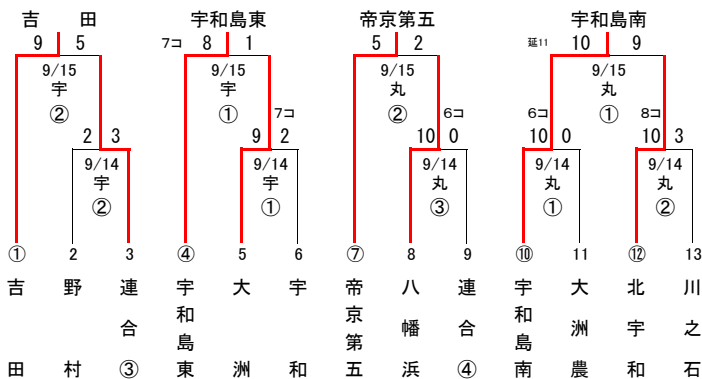 吉田 宇和島東 帝京第五 宇和島南
9 5 7コ 8 1 5 2 延11 10 9
9/15 9/15 9/15 9/15
宇 宇 丸 丸
② ① ② ①
7コ 6コ 6コ 8コ
2 3 9 2 10 0 10 0 10 3
9/14 9/14 9/14 9/14 9/14
宇 宇 丸 丸 丸
② ① ③ ① ②
① 2 3 ④ 5 6 ⑦ 8 9 ⑩ 11 ⑫ 13
吉田
野村
連合③
宇和島東
大洲
宇和
帝京第五
八幡浜
連合④
宇和島南
大洲農
北宇和
川之石